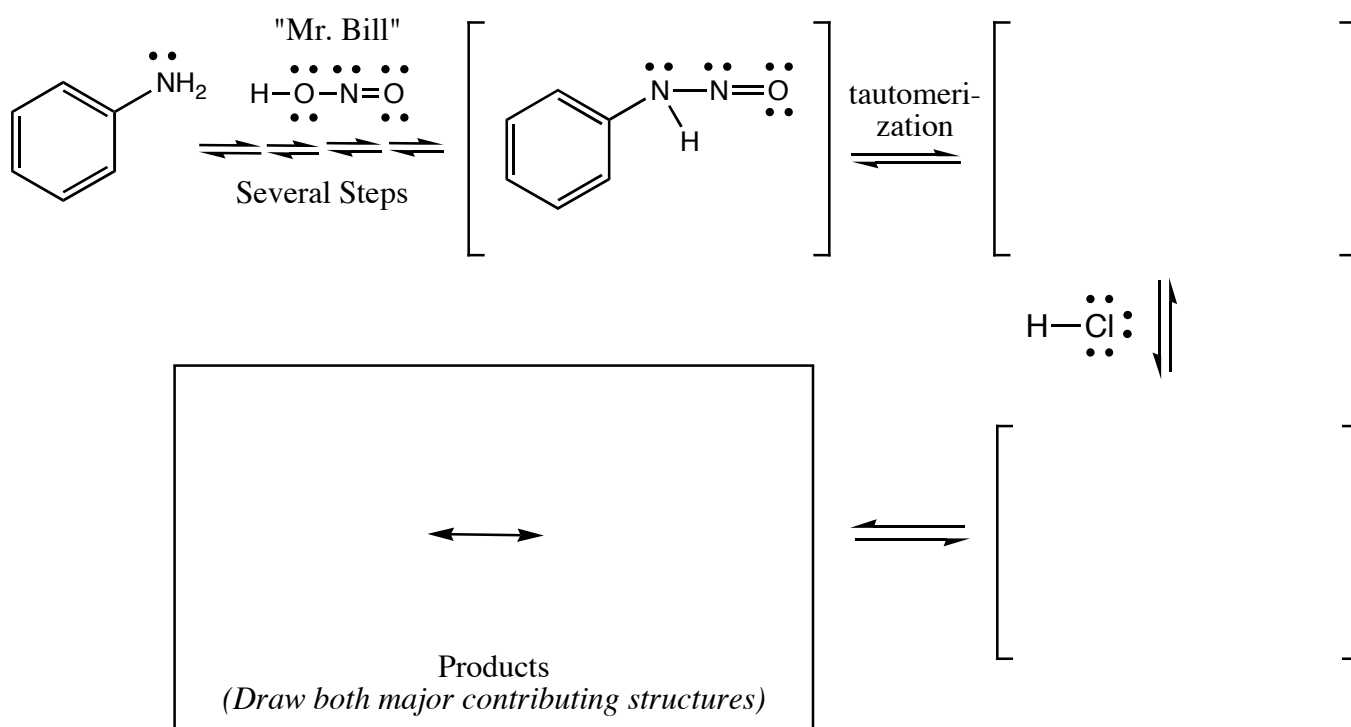 "Mr. Bill"
NH2
H–O–N=O
Several Steps
N–N=O
H
tautomeri-
zation
H–Cl
Products
(Draw both major contributing structures)